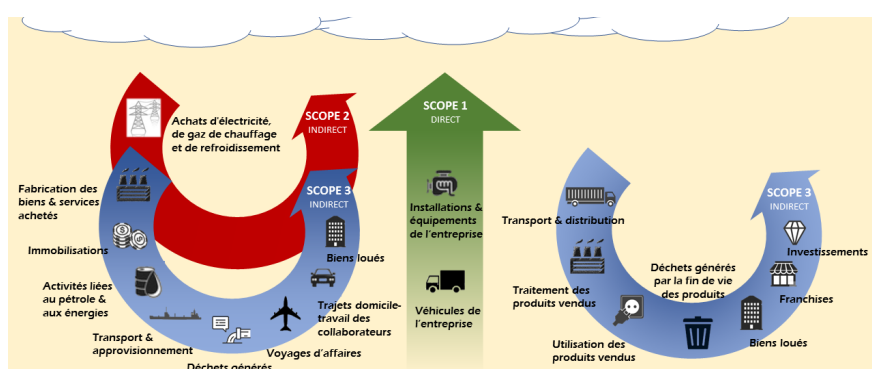 Achats d'électricité,
de gaz de chauffage
et de refroidissement
SCOPE 2
INDIRECT
Fabrication des
biens & services
achetés
Immobilisations
Activités liées
au pétrole &
aux énergies
Transport &
approvisionnement
Déchets générés
Voyages d'affaires
Trajets domicile-
travail des
collaborateurs
Biens loués
SCOPE 3
INDIRECT
SCOPE 1
DIRECT
Installations &
équipements
de l'entreprise
Véhicules de
l'entreprise
Transport & distribution
Traitement des
produits vendus
Utilisation des
produits vendus
Déchets générés
par la fin de vie
des produits
Biens loués
Franchises
Investissements
SCOPE 3
INDIRECT